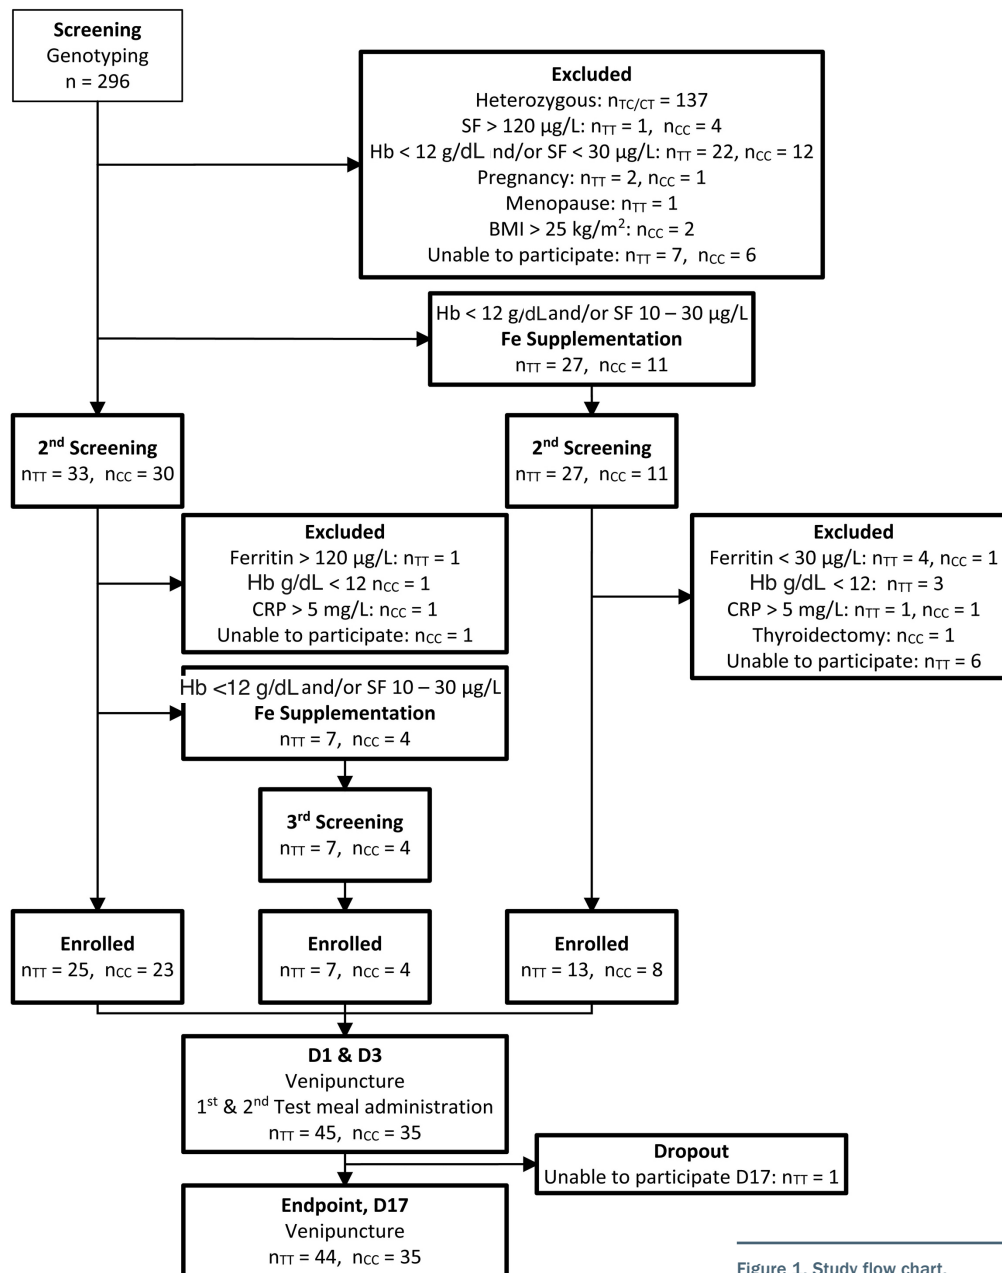 Screening
Genotyping
n = 296
Excluded
Heterozygous: nTC/CT = 137
SF > 120 µg/L: nTT = 1, nCC = 4
Hb < 12 g/dL nd/or SF < 30 µg/L: nTT = 22, nCC = 12
Pregnancy: nTT = 2, nCC = 1
Menopause: nTT = 1
BMI > 25 kg/m²: nCC = 2
Unable to participate: nTT = 7, nCC = 6
Hb < 12 g/dL and/or SF 10 – 30 µg/L
Fe Supplementation
nTT = 27, nCC = 11
2nd Screening
nTT = 33, nCC = 30
2nd Screening
nTT = 27, nCC = 11
Excluded
Ferritin > 120 µg/L: nTT = 1
Hb g/dL < 12 nCC = 1
CRP > 5 mg/L: nCC = 1
Unable to participate: nCC = 1
Excluded
Ferritin < 30 µg/L: nTT = 4, nCC = 1
Hb g/dL < 12: nTT = 3
CRP > 5 mg/L: nTT = 1, nCC = 1
Thyroidectomy: nCC = 1
Unable to participate: nTT = 6
Hb <12 g/dL and/or SF 10 – 30 µg/L
Fe Supplementation
nTT = 7, nCC = 4
3rd Screening
nTT = 7, nCC = 4
Enrolled
nTT = 25, nCC = 23
Enrolled
nTT = 7, nCC = 4
Enrolled
nTT = 13, nCC = 8
D1 & D3
Venipuncture
1st & 2nd Test meal administration
nTT = 45, nCC = 35
Dropout
Unable to participate D17: nTT = 1
Endpoint, D17
Venipuncture
nTT = 44, nCC = 35
Figure 1. Study flow chart.